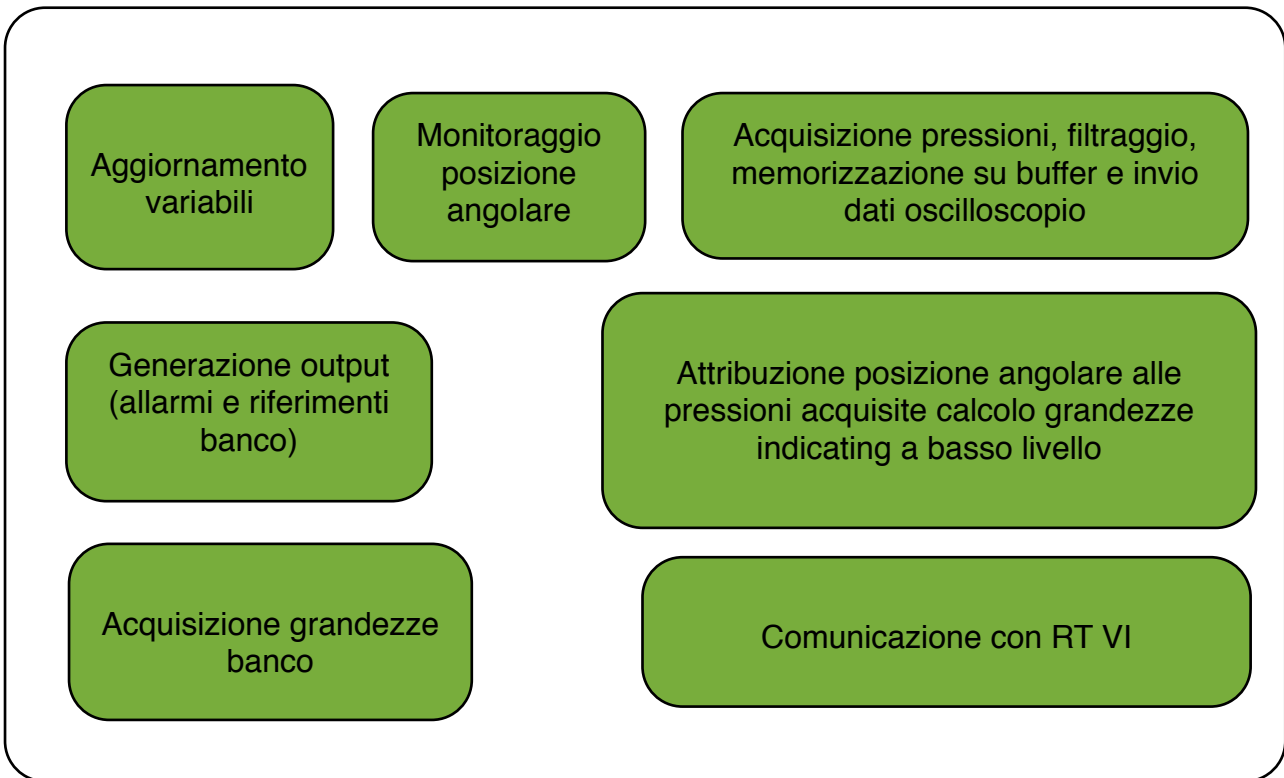 Aggiornamento
variabili
Monitoraggio
posizione
angolare
Acquisizione pressioni, filtraggio,
memorizzazione su buffer e invio
dati oscilloscopio
Generazione output
(allarmi e riferimenti
banco)
Attribuzione posizione angolare alle
pressioni acquisite calcolo grandezze
indicating a basso livello
Acquisizione grandezze
banco
Comunicazione con RT VI